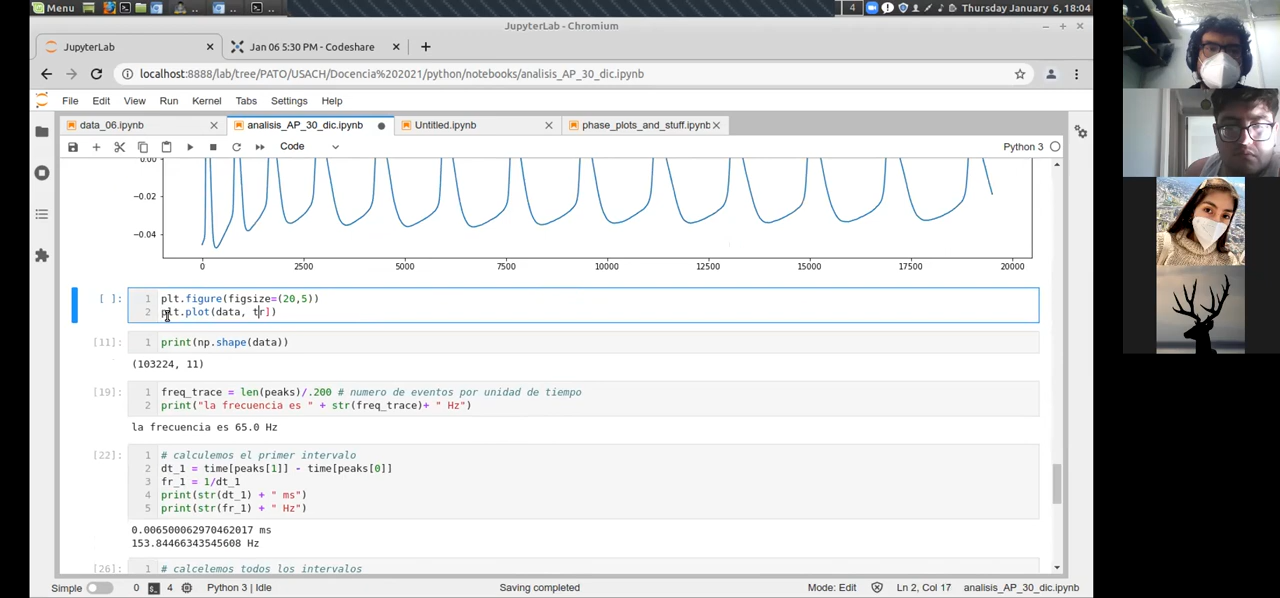 Menu
4
Thursday January 6, 18:04
JupyterLab - Chromium
JupyterLab
Jan 06 5:30 PM - Codeshare
localhost:8888/lab/tree/PATO/USACH/Docencia%202021/python/notebooks/analisis_AP_30_dic.ipynb
File Edit View Run Kernel Tabs Settings Help
data_06.ipynb
analisis_AP_30_dic.ipynb
Untitled.ipynb
phase_plots_and_stuff.ipynb
Code
Python 3
0.00
−0.02
−0.04
0 2500 5000 7500 10000 12500 15000 17500 20000
[ ]: 1 plt.figure(figsize=(20,5))
2 plt.plot(data, tr])
[11]: 1 print(np.shape(data))
(103224, 11)
[19]: 1 freq_trace = len(peaks)/.200 # numero de eventos por unidad de tiempo
2 print("la frecuencia es " + str(freq_trace)+ " Hz")
la frecuencia es 65.0 Hz
[22]: 1 # calculemos el primer intervalo
2 dt_1 = time[peaks[1]] - time[peaks[0]]
3 fr_1 = 1/dt_1
4 print(str(dt_1) + " ms")
5 print(str(fr_1) + " Hz")
0.006500062970462017 ms
153.84466343545608 Hz
[26]: 1 # calcelemos todos los intervalos
Simple 0 4 Python 3 | Idle Saving completed Mode: Edit Ln 2, Col 17 analisis_AP_30_dic.ipynb